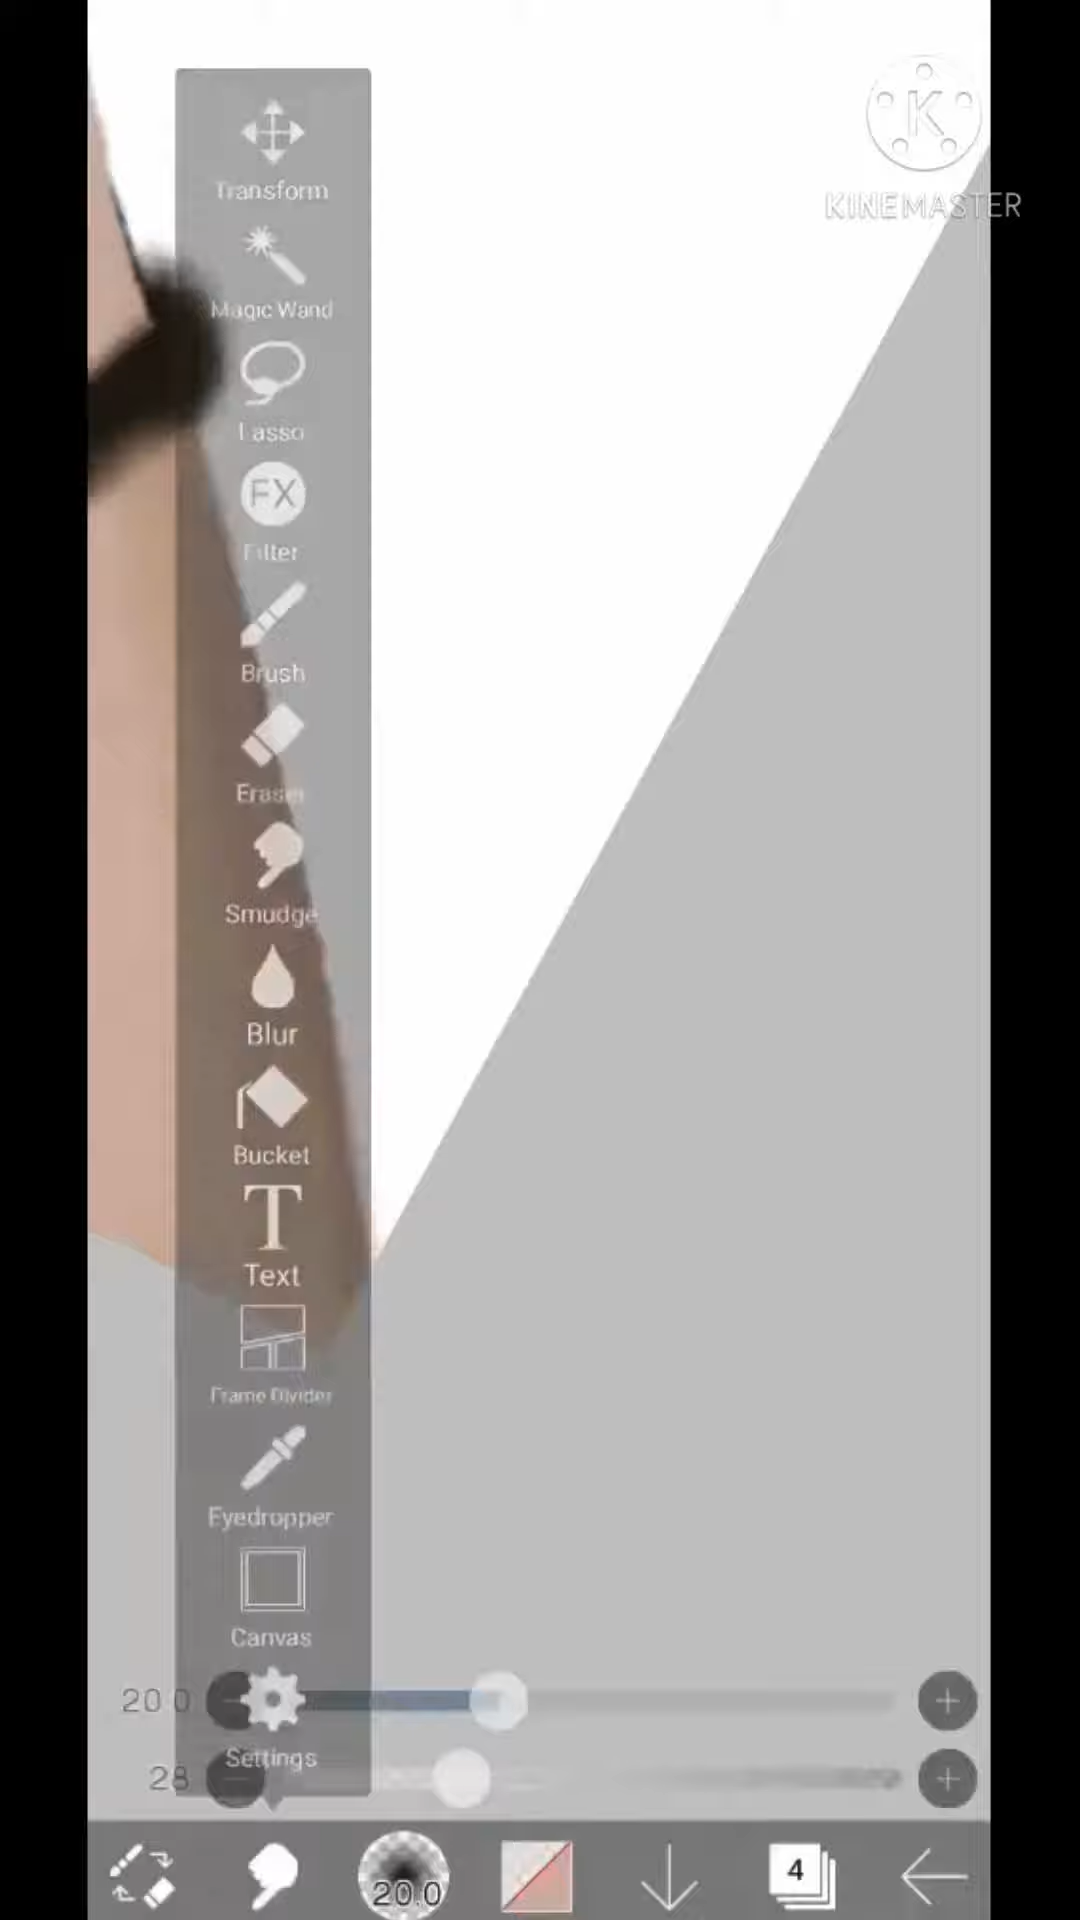 Transform
K
KINEMASTER
Magic Wand
Lasso
FX
Filter
Brush
Eraser
Smudge
Blur
Bucket
T
Text
Frame Divider
Eyedropper
Canvas
20.0
Settings
28
20.0
4